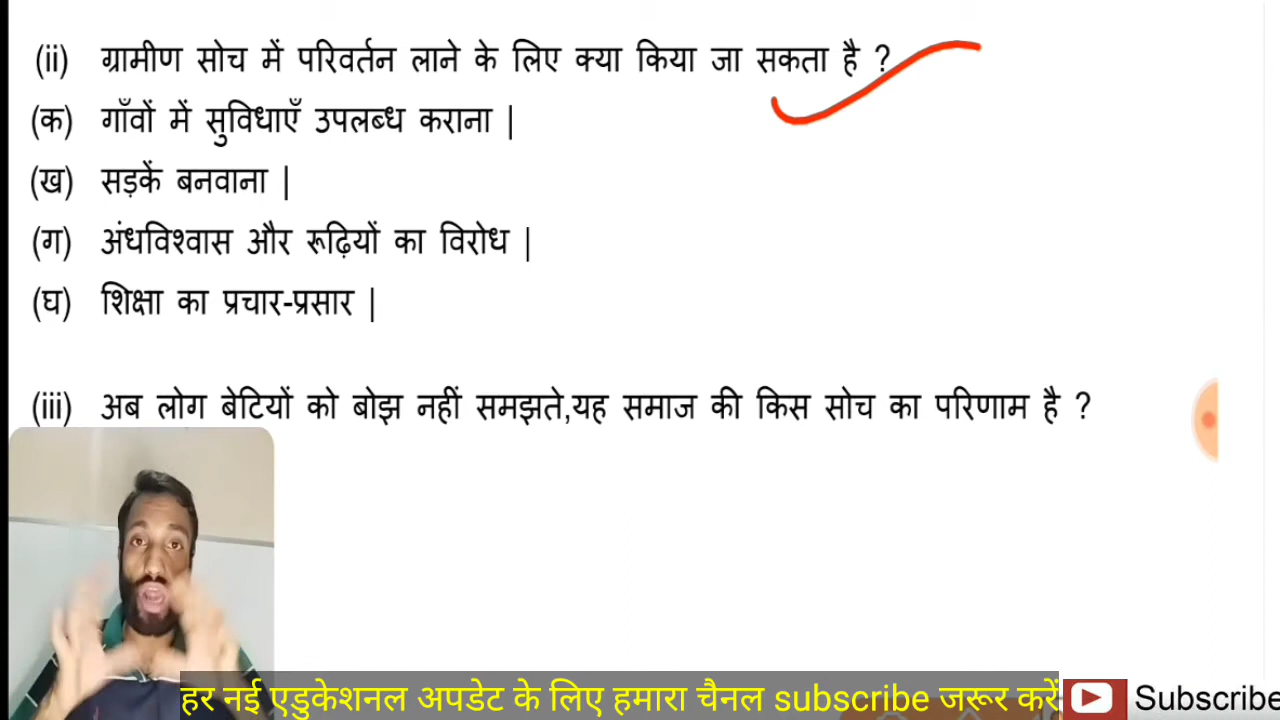 (ii) ग्रामीण सोच में परिवर्तन लाने के लिए क्या किया जा सकता है ?
(क) गाँवों में सुविधाएँ उपलब्ध कराना |
(ख) सड़कें बनवाना |
(ग) अंधविश्वास और रूढ़ियों का विरोध |
(घ) शिक्षा का प्रचार-प्रसार |
(iii) अब लोग बेटियों को बोझ नहीं समझते,यह समाज की किस सोच का परिणाम है ?
हर नई एडुकेशनल अपडेट के लिए हमारा चैनल subscribe जरूर करें